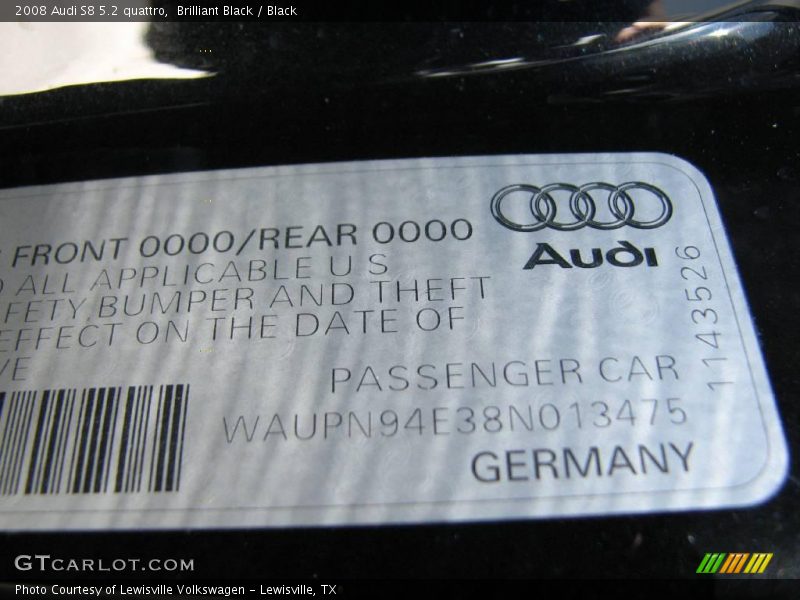 2008 Audi S8 5.2 quattro, Brilliant Black / Black
FRONT 0000/REAR 0000
ALL APPLICABLE U S
BUMPER AND THEFT
EFFECT ON THE DATE OF
Audi
1143526
PASSENGER CAR
WAUPN94E38N013475
GERMANY
GTCARLOT.COM
Photo Courtesy of Lewisville Volkswagen - Lewisville, TX